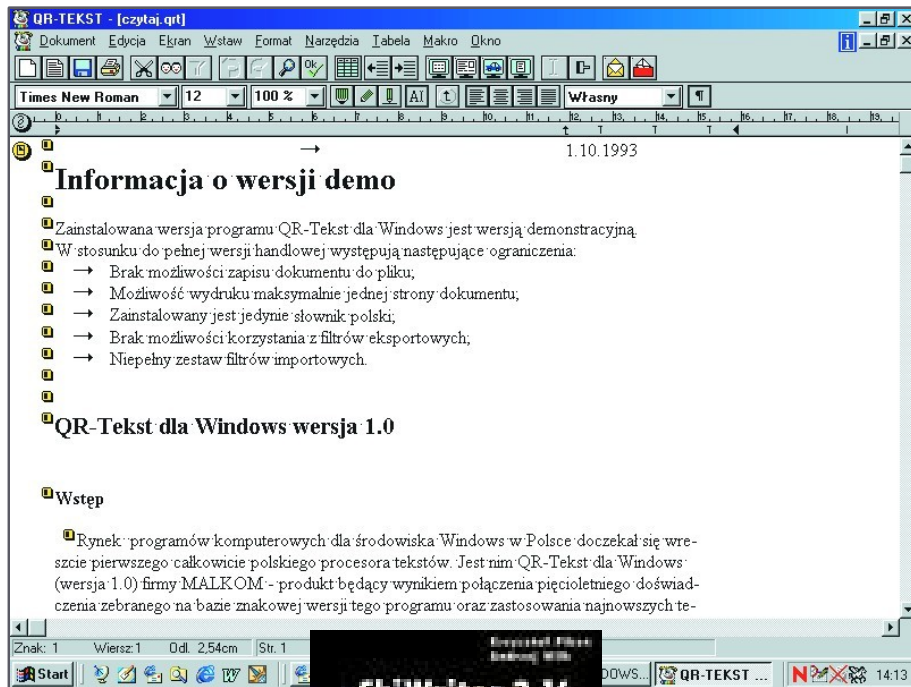 QR-TEKST - [czytaj.qrt]
Dokument Edycja Ekran Wstaw Format Narzędzia Tabela Makro Okno
Times New Roman 12 100 % AI Własny ¶
1.10.1993
Informacja o wersji demo
Zainstalowana wersja programu QR-Tekst dla Windows jest wersją demonstracyjną.
W stosunku do pełnej wersji handlowej występują następujące ograniczenia:
→ Brak możliwości zapisu dokumentu do pliku;
→ Możliwość wydruku maksymalnie jednej strony dokumentu;
→ Zainstalowany jest jedynie słownik polski;
→ Brak możliwości korzystania z filtrów eksportowych;
→ Niepełny zestaw filtrów importowych.
QR-Tekst dla Windows wersja 1.0
Wstęp
Rynek programów komputerowych dla środowiska Windows w Polsce doczekał się wre-
szcie pierwszego całkowicie polskiego procesora tekstów. Jest nim QR-Tekst dla Windows
(wersja 1.0) firmy MALKOM - produkt będący wynikiem połączenia pięcioletniego doświad-
czenia zebranego na bazie znakowej wersji tego programu oraz zastosowania najnowszych te-
Znak: 1 Wiersz: 1 Odl. 2,54cm Str. 1
Start DOWS... QR-TEKST ... 14:13